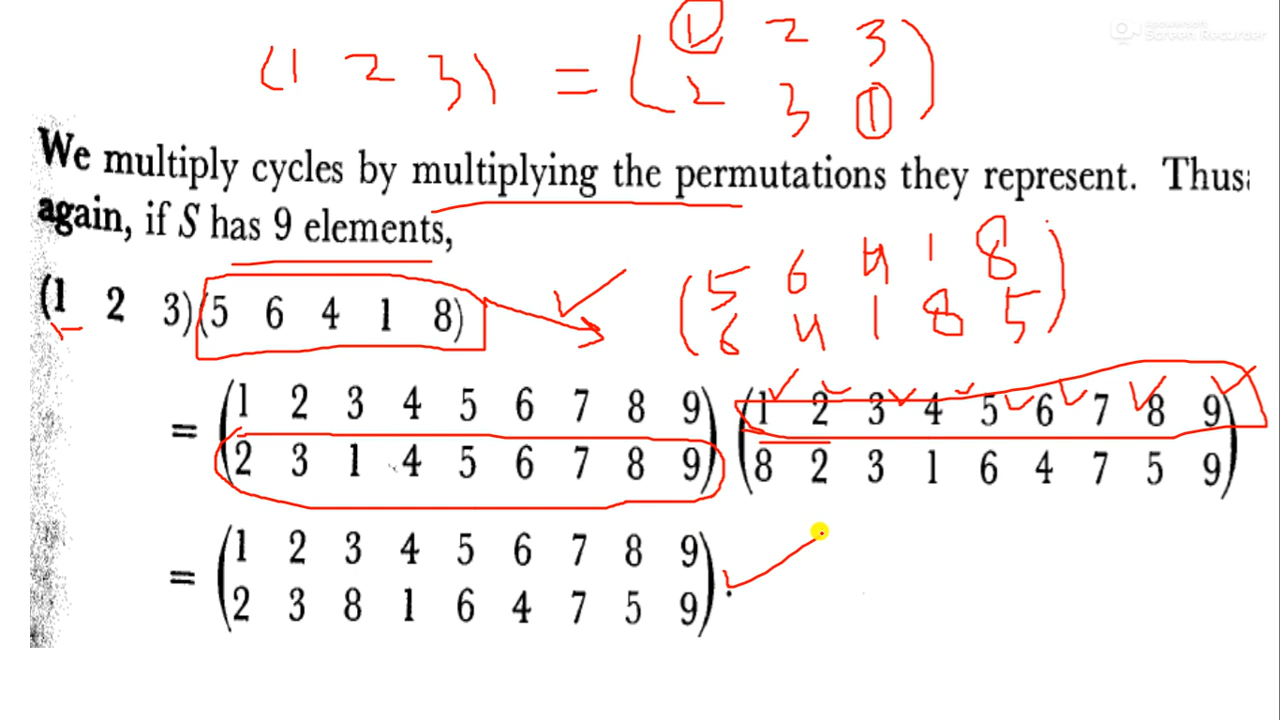 Apowersoft
Screen Recorder
(1 2 3) = (1 2 3
2 3 1)
We multiply cycles by multiplying the permutations they represent. Thus
again, if S has 9 elements,
(5 6 4 1 8
6 4 1 8 5)
(1 2 3)(5 6 4 1 8)
= (1 2 3 4 5 6 7 8 9) (1 2 3 4 5 6 7 8 9)
(2 3 1 4 5 6 7 8 9) (8 2 3 1 6 4 7 5 9)
= (1 2 3 4 5 6 7 8 9)
(2 3 8 1 6 4 7 5 9).